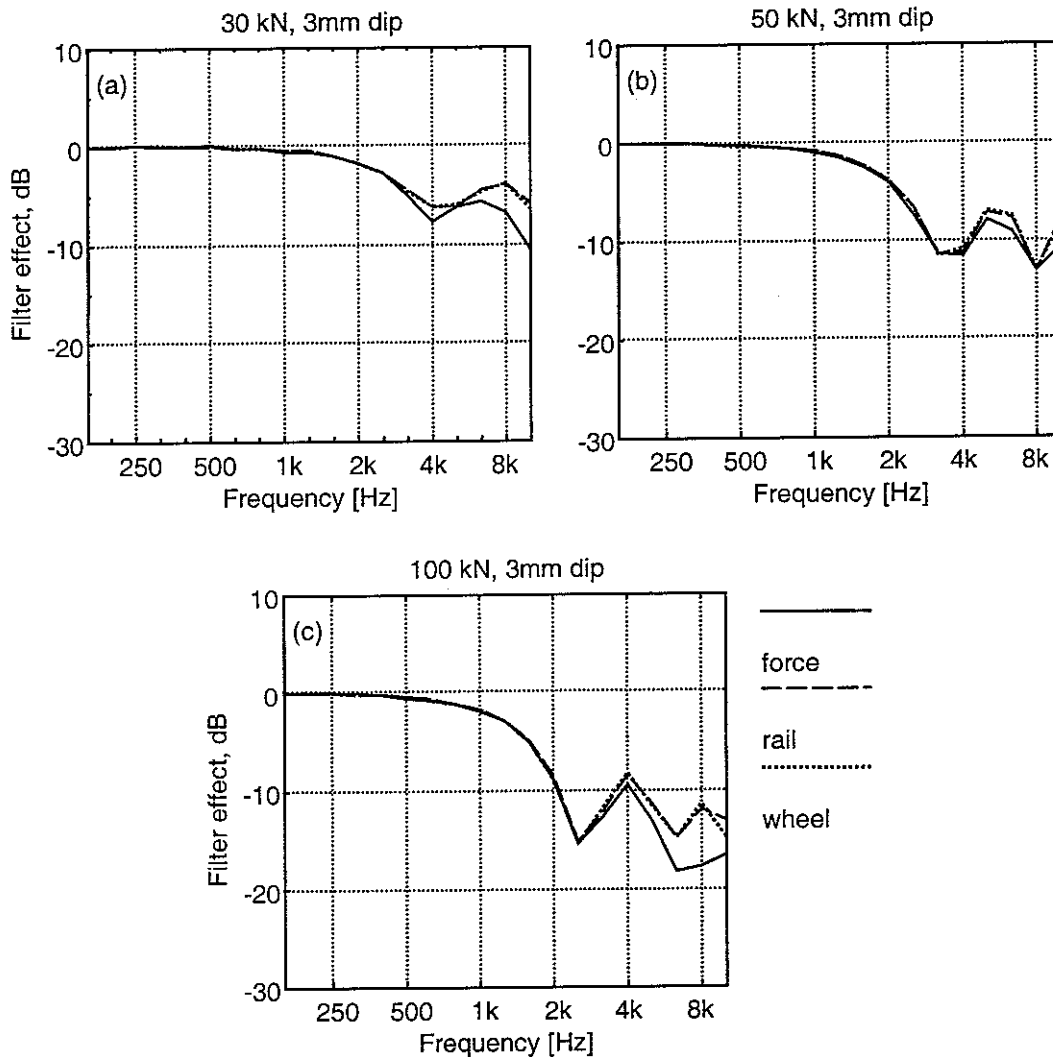 30 kN, 3mm dip
(a)
Filter effect, dB
10
0
-10
-20
-30
250 500 1k 2k 4k 8k
Frequency [Hz]
50 kN, 3mm dip
(b)
10
0
-10
-20
-30
250 500 1k 2k 4k 8k
Frequency [Hz]
100 kN, 3mm dip
(c)
Filter effect, dB
10
0
-10
-20
-30
250 500 1k 2k 4k 8k
Frequency [Hz]
force
rail
wheel